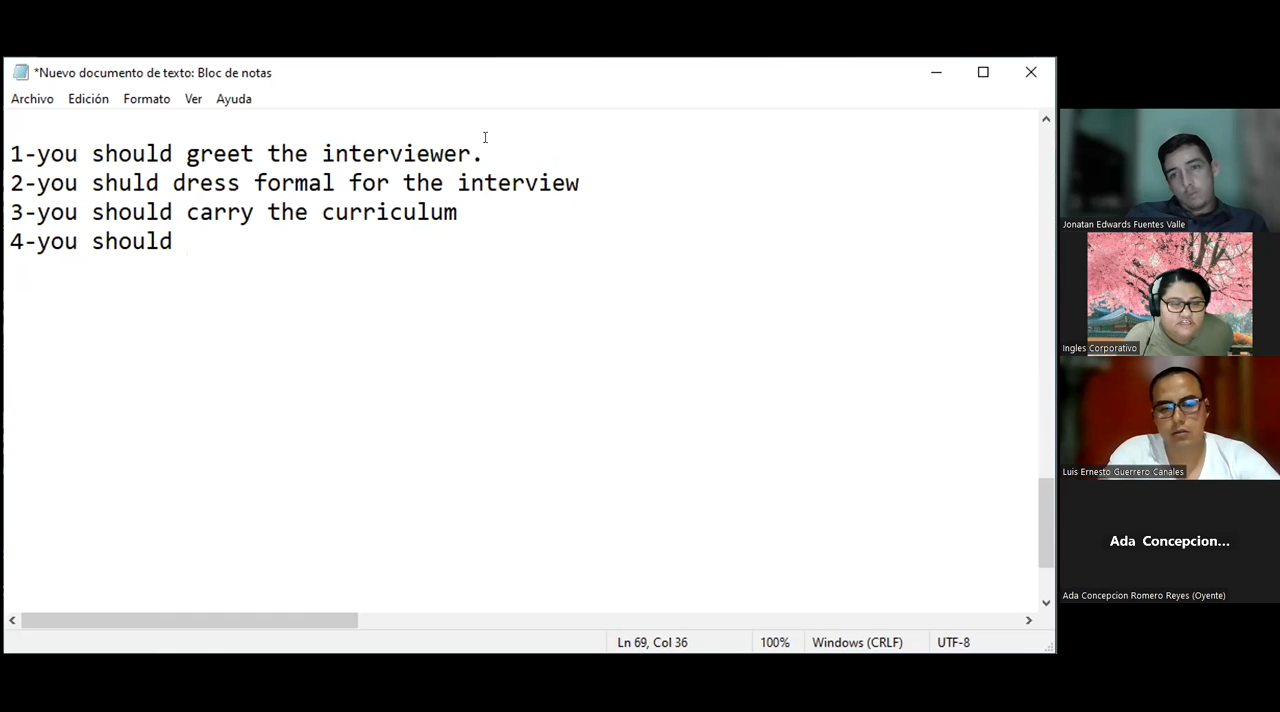 *Nuevo documento de texto: Bloc de notas
Archivo Edición Formato Ver Ayuda
1-you should greet the interviewer.
2-you shuld dress formal for the interview
3-you should carry the curriculum
4-you should
Ln 69, Col 36 100% Windows (CRLF) UTF-8
Jonatan Edwards Fuentes Valle
Ingles Corporativo
Luis Ernesto Guerrero Canales
Ada Concepcion...
Ada Concepcion Romero Reyes (Oyente)